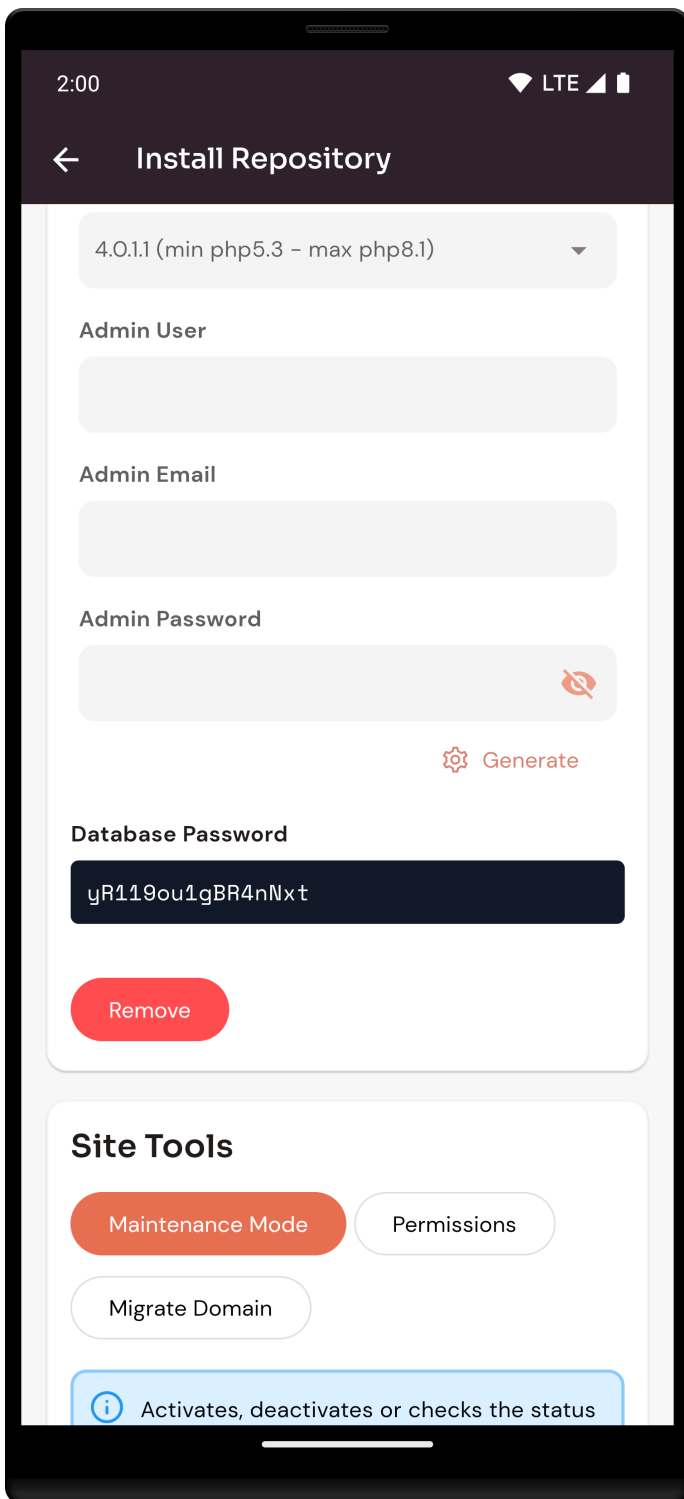 2:00
LTE
Install Repository
4.0.1.1 (min php5.3 - max php8.1)
Admin User
Admin Email
Admin Password
Generate
Database Password
yR119ou1gBR4nNxt
Remove
Site Tools
Maintenance Mode
Permissions
Migrate Domain
Activates, deactivates or checks the status